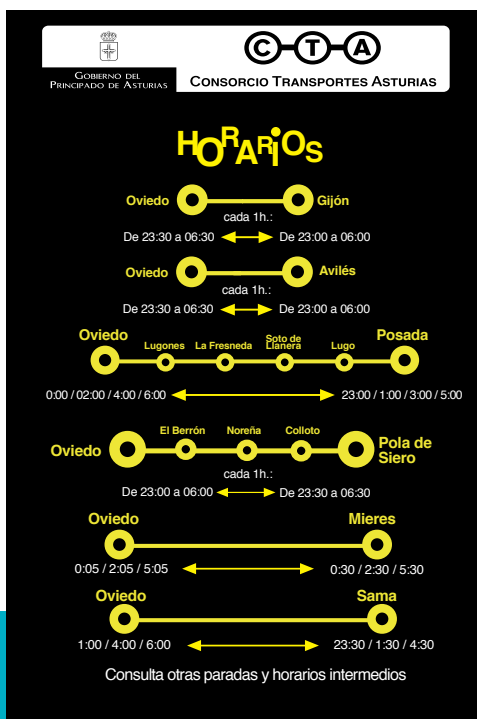 GOBIERNO DEL
PRINCIPADO DE ASTURIAS
C-T-A
CONSORCIO TRANSPORTES ASTURIAS
HORARiOS
Oviedo Gijón
cada 1h.:
De 23:30 a 06:30 De 23:00 a 06:00
Oviedo Avilés
cada 1h.:
De 23:30 a 06:30 De 23:00 a 06:00
Oviedo Lugones La Fresneda Soto de Llanera Lugo Posada
0:00 / 02:00 / 4:00 / 6:00 23:00 / 1:00 / 3:00 / 5:00
Oviedo El Berrón Noreña Colloto Pola de Siero
cada 1h.:
De 23:00 a 06:00 De 23:30 a 06:30
Oviedo Mieres
0:05 / 2:05 / 5:05 0:30 / 2:30 / 5:30
Oviedo Sama
1:00 / 4:00 / 6:00 23:30 / 1:30 / 4:30
Consulta otras paradas y horarios intermedios